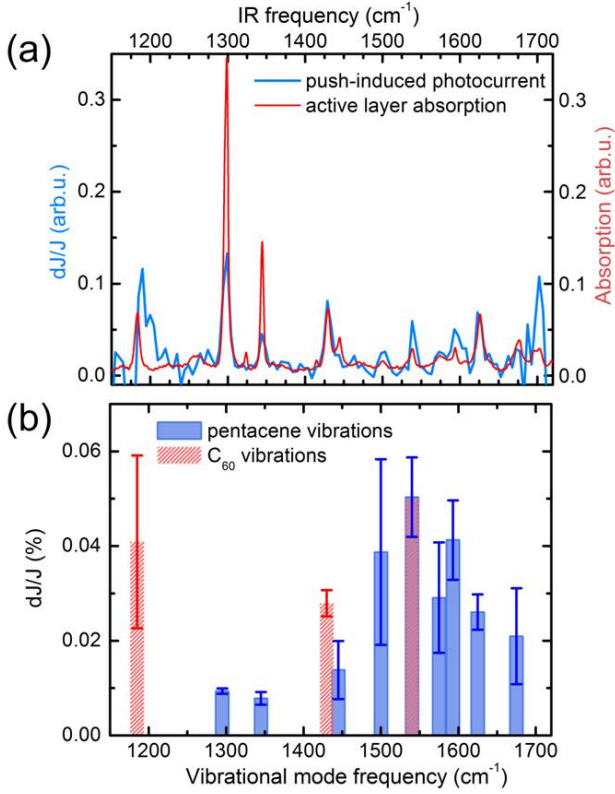 IR frequency (cm⁻¹)
1200 1300 1400 1500 1600 1700
(a)
push-induced photocurrent
active layer absorption
0.3 0.3
0.2 0.2
0.1 0.1
0.0 0.0
dJ/J (arb.u.)
Absorption (arb.u.)
(b)
pentacene vibrations
C₆₀ vibrations
0.06
0.04
0.02
0.00
dJ/J (%)
1200 1300 1400 1500 1600 1700
Vibrational mode frequency (cm⁻¹)